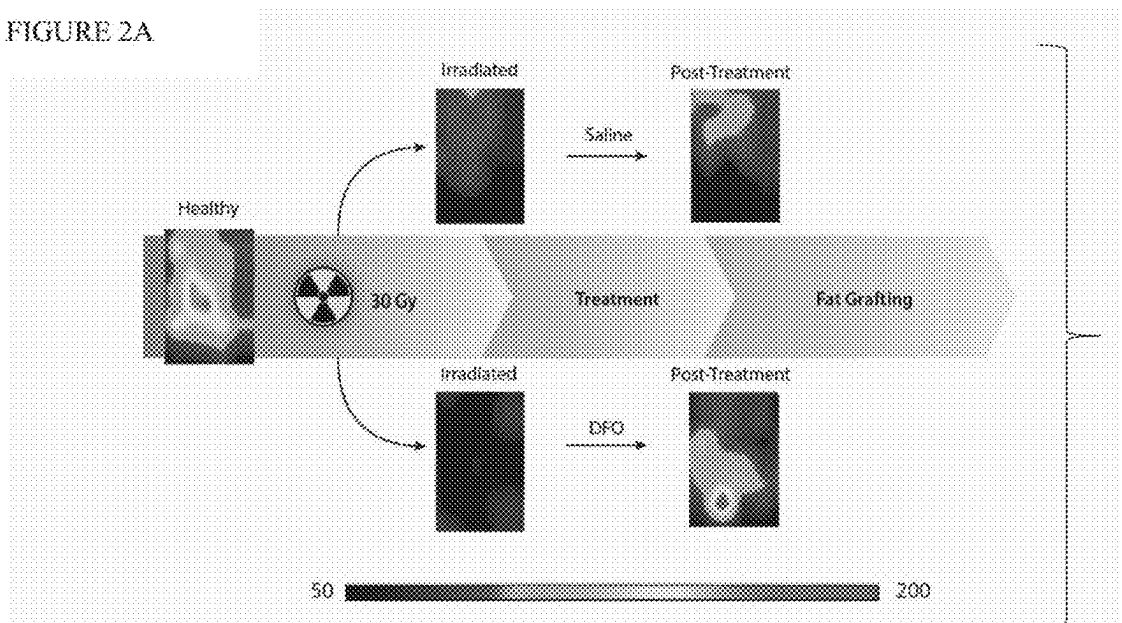 FIGURE 2A
Irradiated
Post-Treatment
Saline
Healthy
30 Gy
Treatment
Fat Grafting
Irradiated
Post-Treatment
DFO
50
200